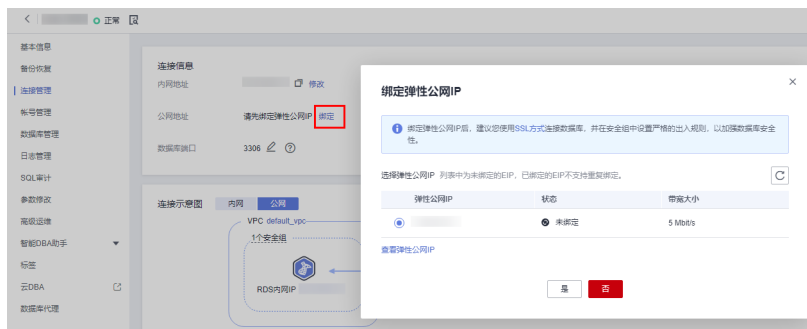 正常
基本信息
备份恢复
连接管理
帐号管理
数据库管理
日志管理
SQL审计
参数修改
高级运维
智能DBA助手
标签
云DBA
数据库代理
连接信息
内网地址 修改
公网地址 请先绑定弹性公网IP 绑定
数据库端口 3306
连接示意图 内网 公网
VPC default_vpc
1个安全组
RDS内网IP
绑定弹性公网IP
绑定弹性公网IP后，建议您使用SSL方式连接数据库，并在安全组中设置严格的出入规则，以加强数据库安全
性。
选择弹性公网IP 列表中为未绑定的EIP，已绑定的EIP不支持重复绑定。
弹性公网IP 状态 带宽大小
未绑定 5 Mbit/s
查看弹性公网IP
是 否